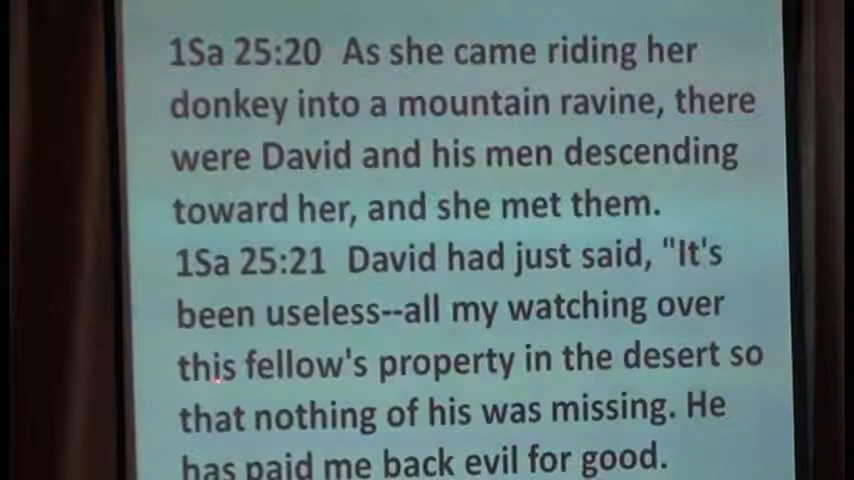 1Sa 25:20 As she came riding her
donkey into a mountain ravine, there
were David and his men descending
toward her, and she met them.
1Sa 25:21 David had just said, "It's
been useless--all my watching over
this fellow's property in the desert so
that nothing of his was missing. He
has paid me back evil for good.